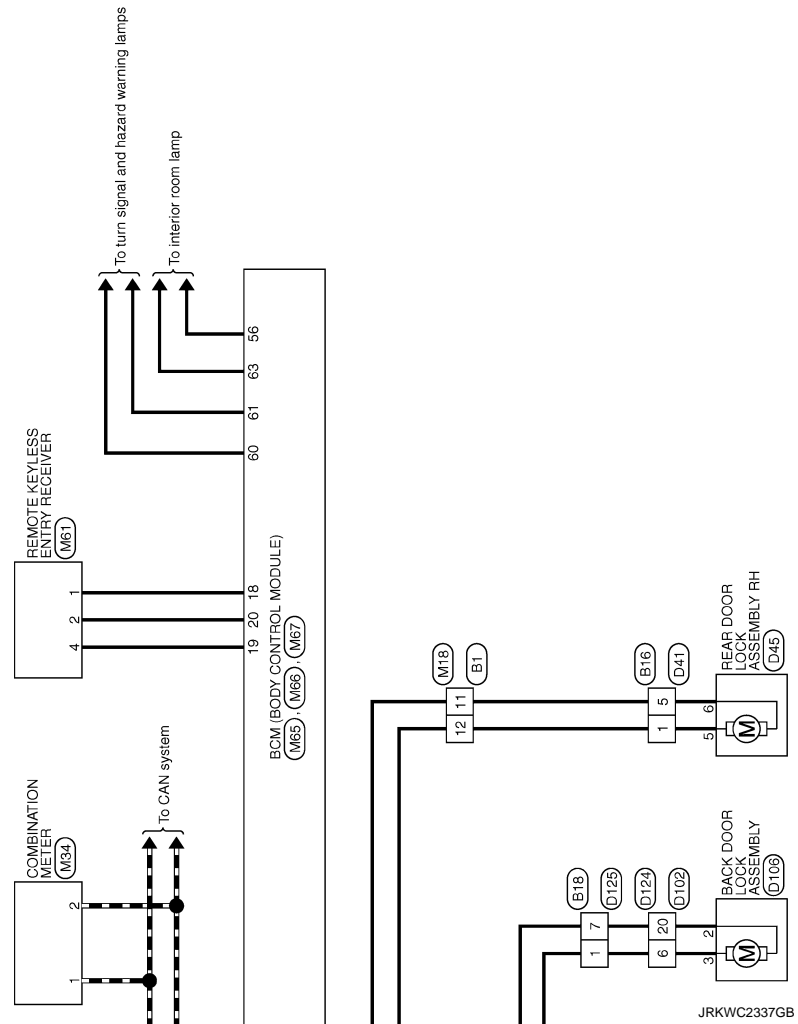 To turn signal and hazard warning lamps
To interior room lamp
60
61
63
56
REMOTE KEYLESS
ENTRY RECEIVER
M61
4
2
1
19
20
18
BCM (BODY CONTROL MODULE)
M65 , M66 , M67
COMBINATION
METER
M34
1
2
To CAN system
M18
B1
12
11
B16
D41
1
5
5
6
M
REAR DOOR
LOCK
ASSEMBLY RH
D45
B18
D125
1
7
D124
D102
6
20
3
2
M
BACK DOOR
LOCK
ASSEMBLY
D106
JRKWC2337GB